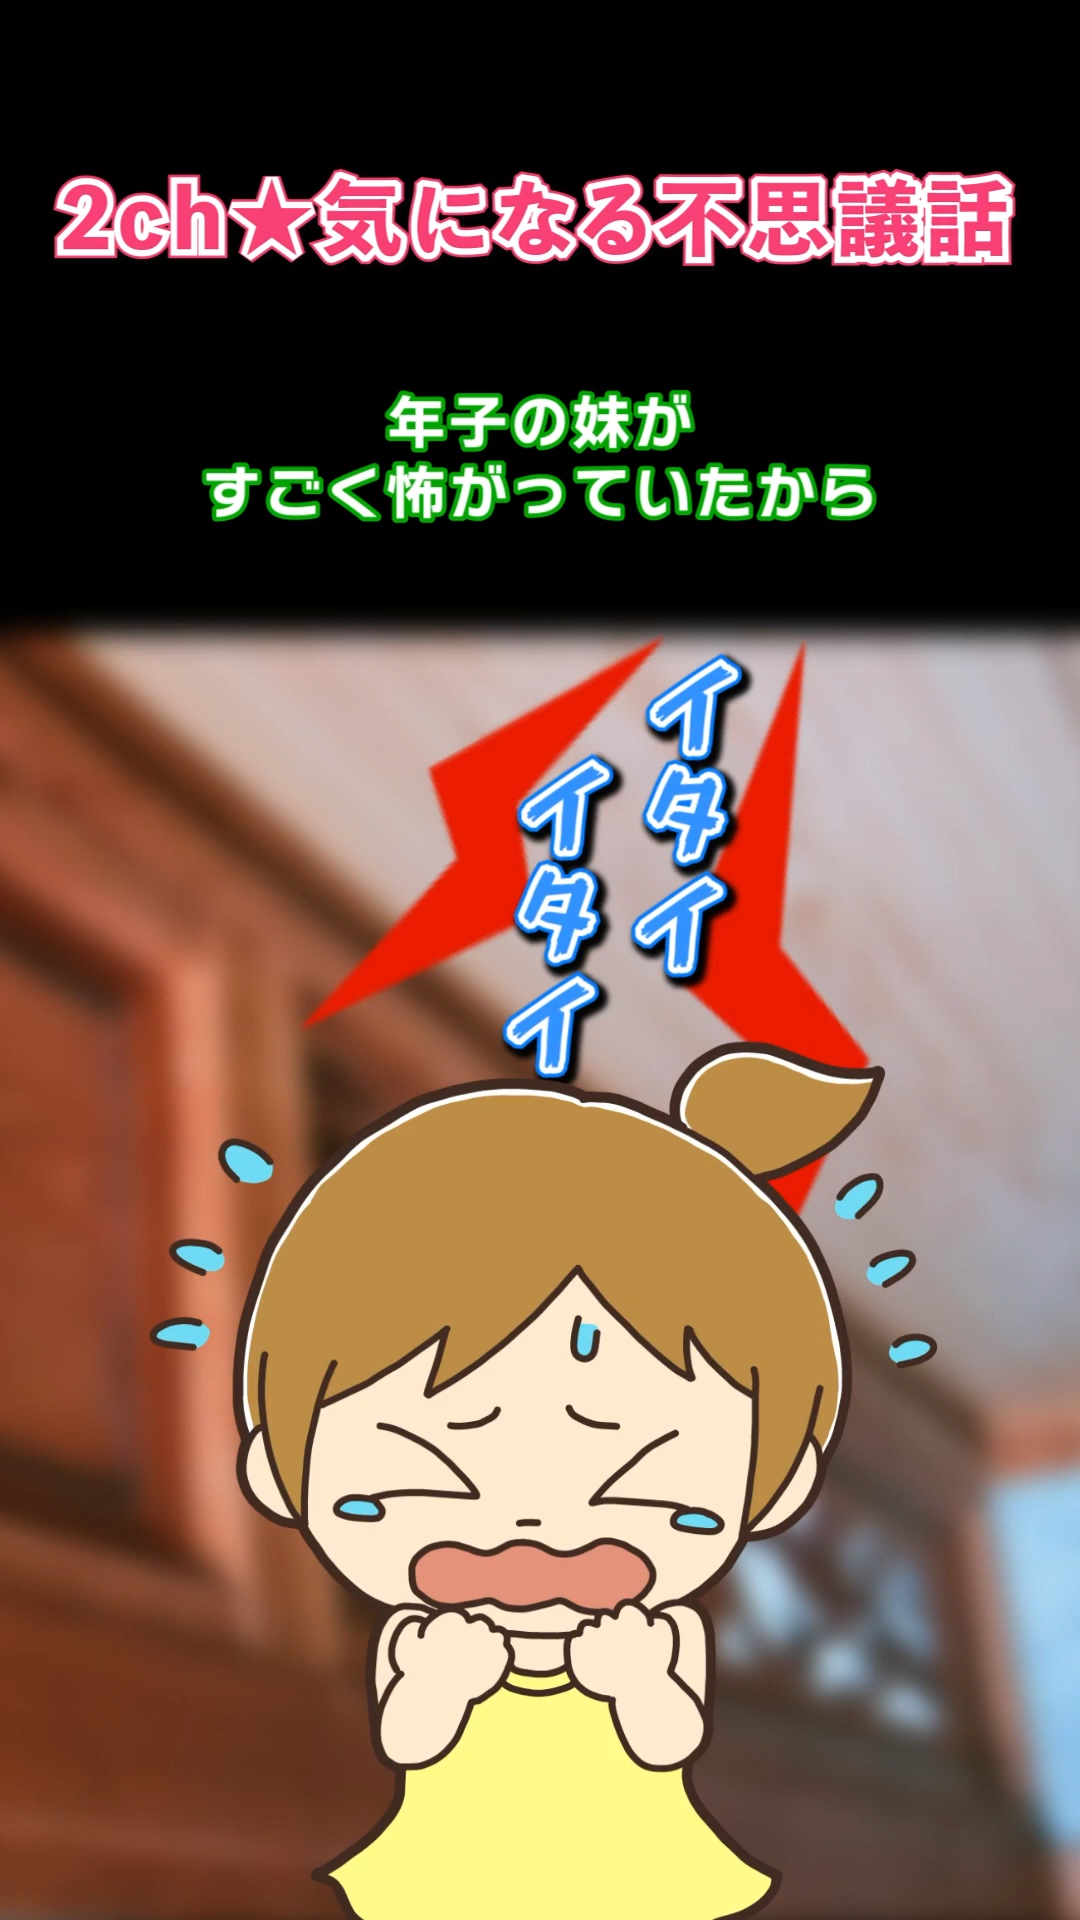 2ch★気になる不思議話
年子の妹が
すごく怖がっていたから
イタイ
イタイ